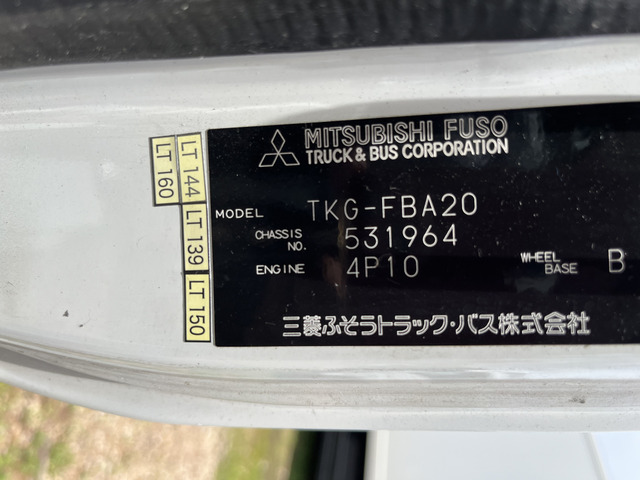 MITSUBISHI FUSO
TRUCK & BUS CORPORATION
MODEL TKG-FBA20
CHASSIS NO. 531964
ENGINE 4P10 WHEEL BASE B
三菱ふそうトラック・バス株式会社
LT 160
LT 144
LT 139
LT 150